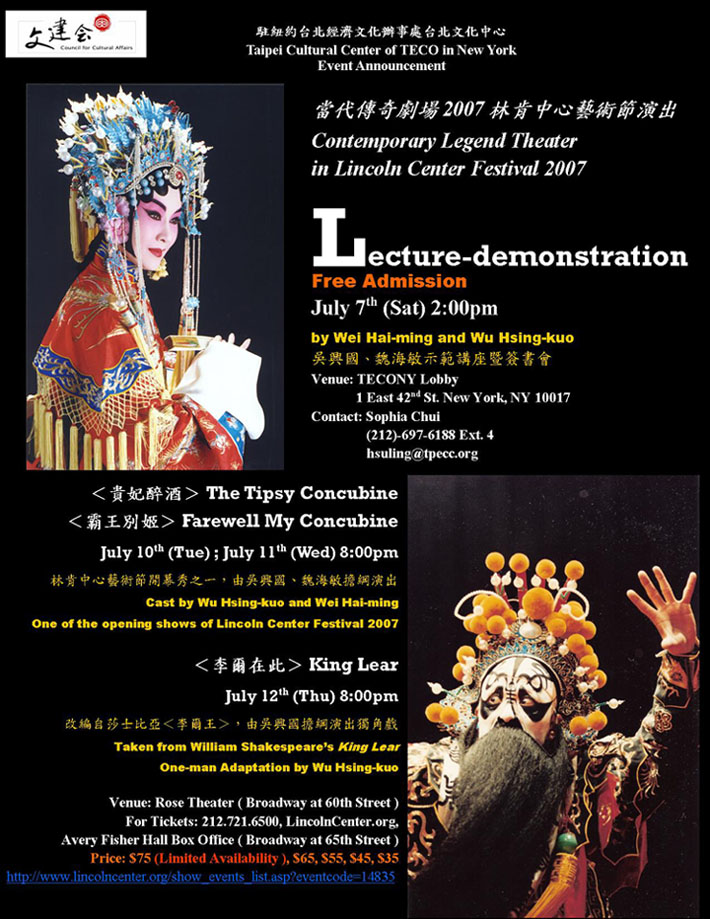 文建会
Council for Cultural Affairs
駐紐約台北經濟文化辦事處台北文化中心
Taipei Cultural Center of TECO in New York
Event Announcement
當代傳奇劇場 2007 林肯中心藝術節演出
Contemporary Legend Theater
in Lincoln Center Festival 2007
Lecture-demonstration
Free Admission
July 7th (Sat) 2:00pm
by Wei Hai-ming and Wu Hsing-kuo
吳興國、魏海敏示範講座暨簽書會
Venue: TECONY Lobby
1 East 42nd St. New York, NY 10017
Contact: Sophia Chui
(212)-697-6188 Ext. 4
hsuling@tpecc.org
＜貴妃醉酒＞ The Tipsy Concubine
＜霸王別姬＞ Farewell My Concubine
July 10th (Tue) ; July 11th (Wed) 8:00pm
林肯中心藝術節開幕秀之一，由吳興國、魏海敏擔綱演出
Cast by Wu Hsing-kuo and Wei Hai-ming
One of the opening shows of Lincoln Center Festival 2007
＜李爾在此＞ King Lear
July 12th (Thu) 8:00pm
改編自莎士比亞＜李爾王＞，由吳興國擔綱演出獨角戲
Taken from William Shakespeare's King Lear
One-man Adaptation by Wu Hsing-kuo
Venue: Rose Theater ( Broadway at 60th Street )
For Tickets: 212.721.6500, LincolnCenter.org,
Avery Fisher Hall Box Office ( Broadway at 65th Street )
Price: $75 (Limited Availability ), $65, $55, $45, $35
http://www.lincolncenter.org/show_events_list.asp?eventcode=14835